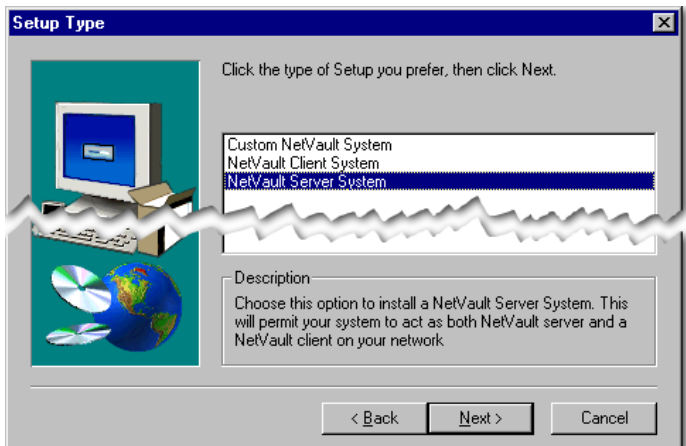 Setup Type
Click the type of Setup you prefer, then click Next.
Custom NetVault System
NetVault Client System
NetVault Server System
Description
Choose this option to install a NetVault Server System. This
will permit your system to act as both NetVault server and a
NetVault client on your network
< Back
Next >
Cancel